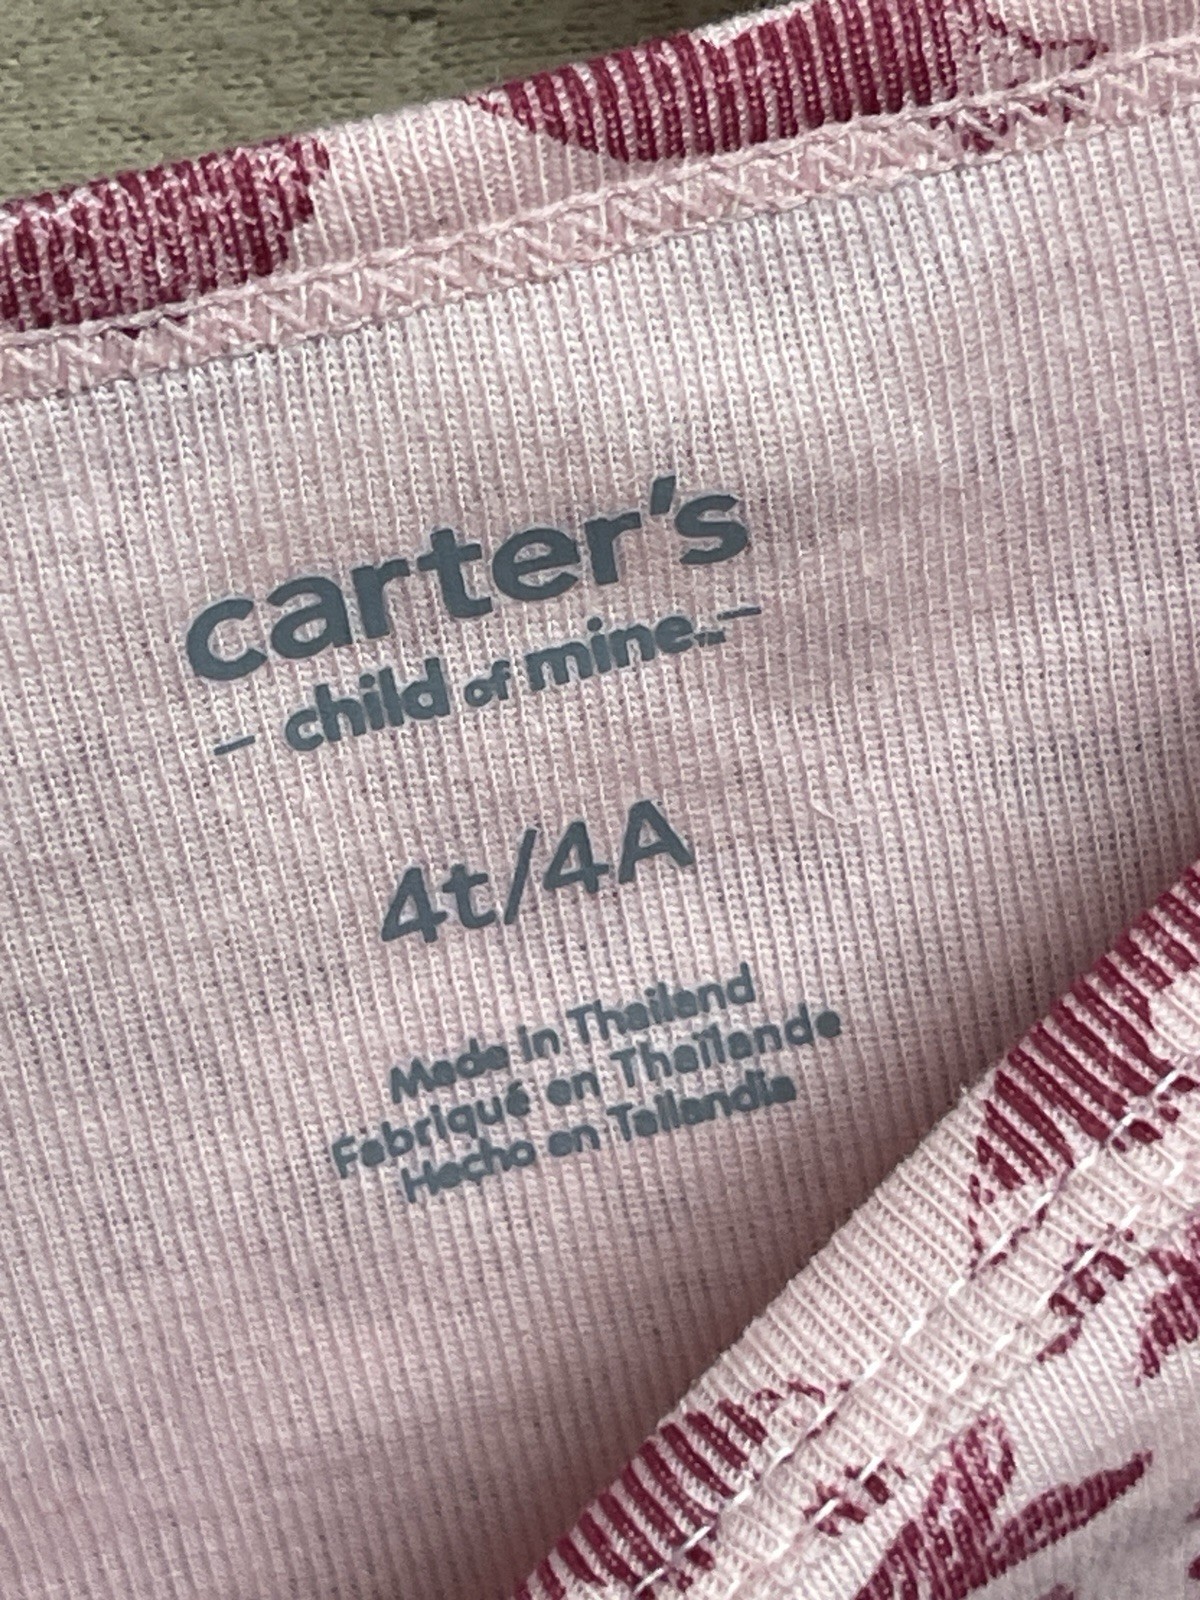 carter's
— child of mine —
4t/4A
Made in Thailand
Fabriqué en Thaïlande
Hecho en Tailandia